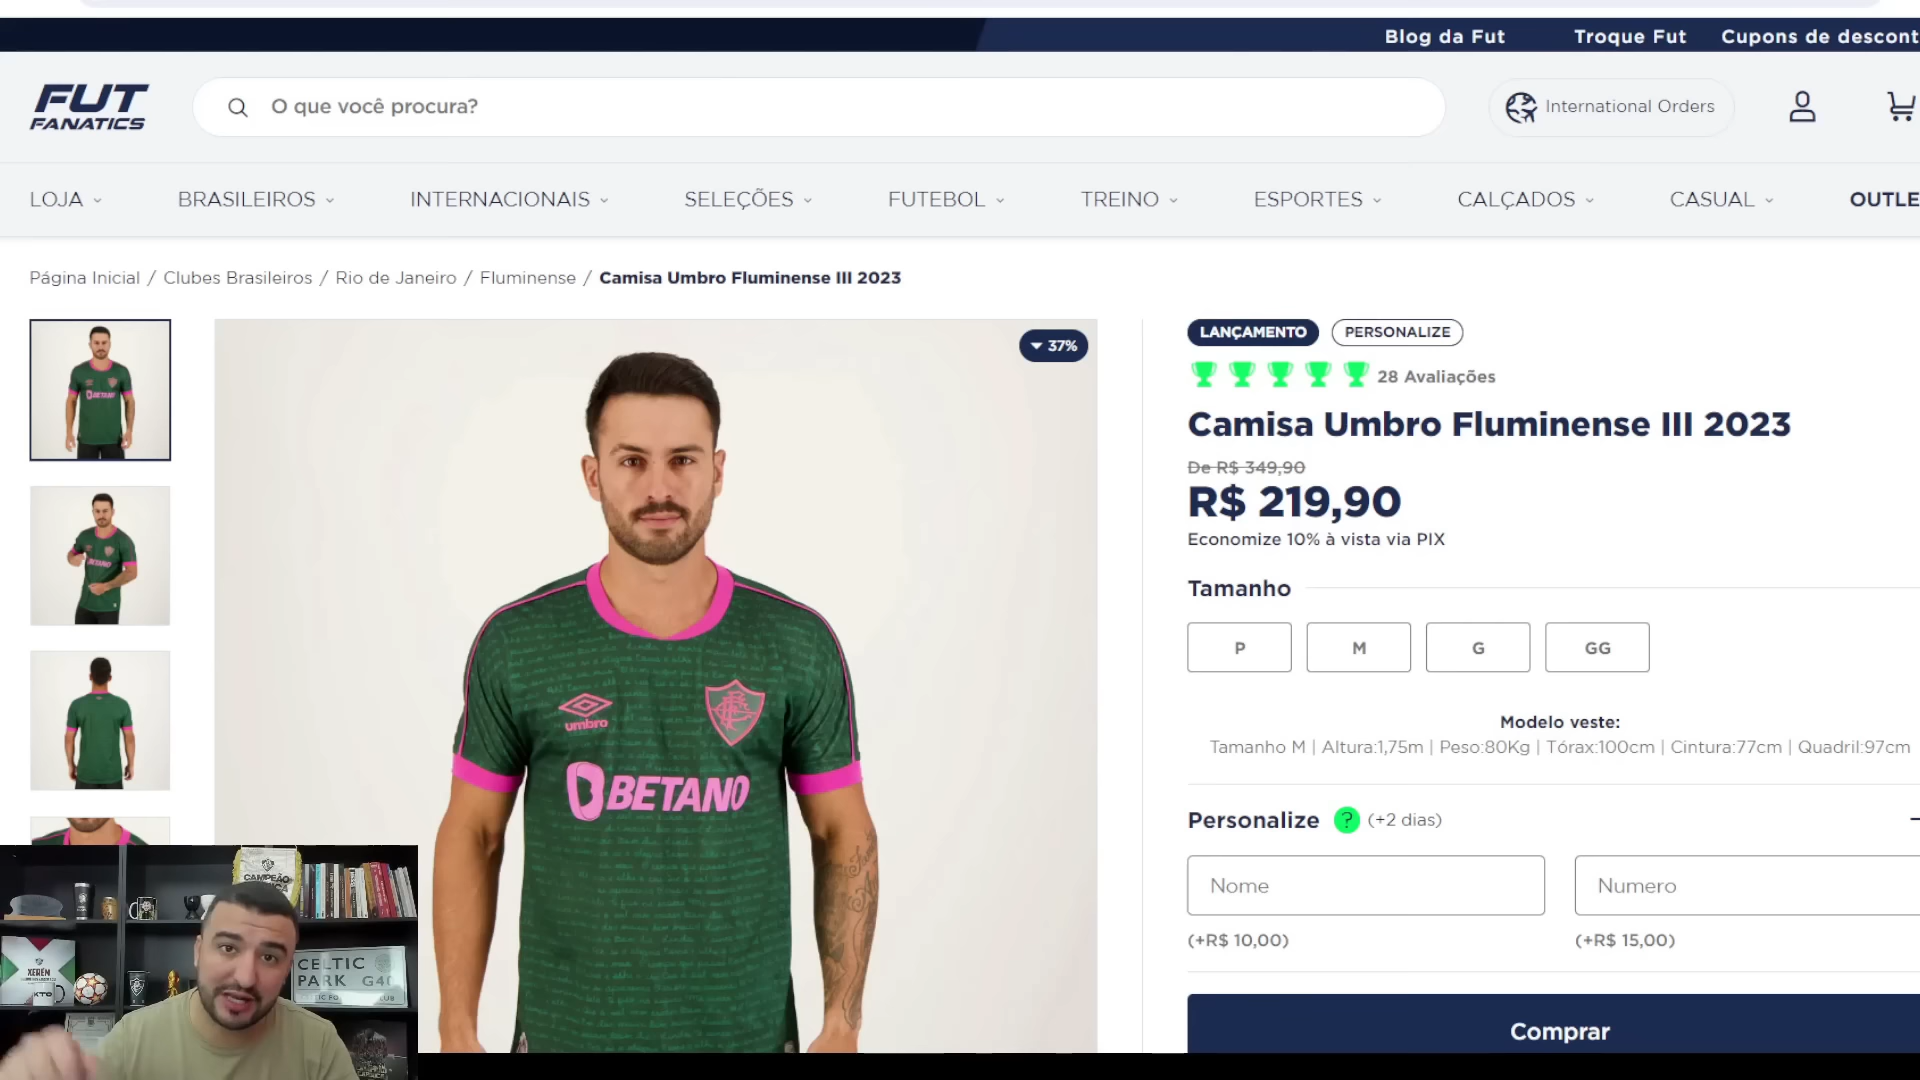 Blog da Fut
Troque Fut
Cupons de descont
FUT
FANATICS
O que você procura?
International Orders
LOJA
BRASILEIROS
INTERNACIONAIS
SELEÇÕES
FUTEBOL
TREINO
ESPORTES
CALÇADOS
CASUAL
OUTLE
Página Inicial / Clubes Brasileiros / Rio de Janeiro / Fluminense / Camisa Umbro Fluminense III 2023
37%
umbro
BETANO
LANÇAMENTO
PERSONALIZE
28 Avaliações
Camisa Umbro Fluminense III 2023
De R$ 349,90
R$ 219,90
Economize 10% à vista via PIX
Tamanho
P
M
G
GG
Modelo veste:
Tamanho M | Altura:1,75m | Peso:80Kg | Tórax:100cm | Cintura:77cm | Quadril:97cm
Personalize ? (+2 dias)
Nome
Numero
(+R$ 10,00)
(+R$ 15,00)
Comprar
CAMPEÃO
XERÉM
KTO
CELTIC
PARK G40